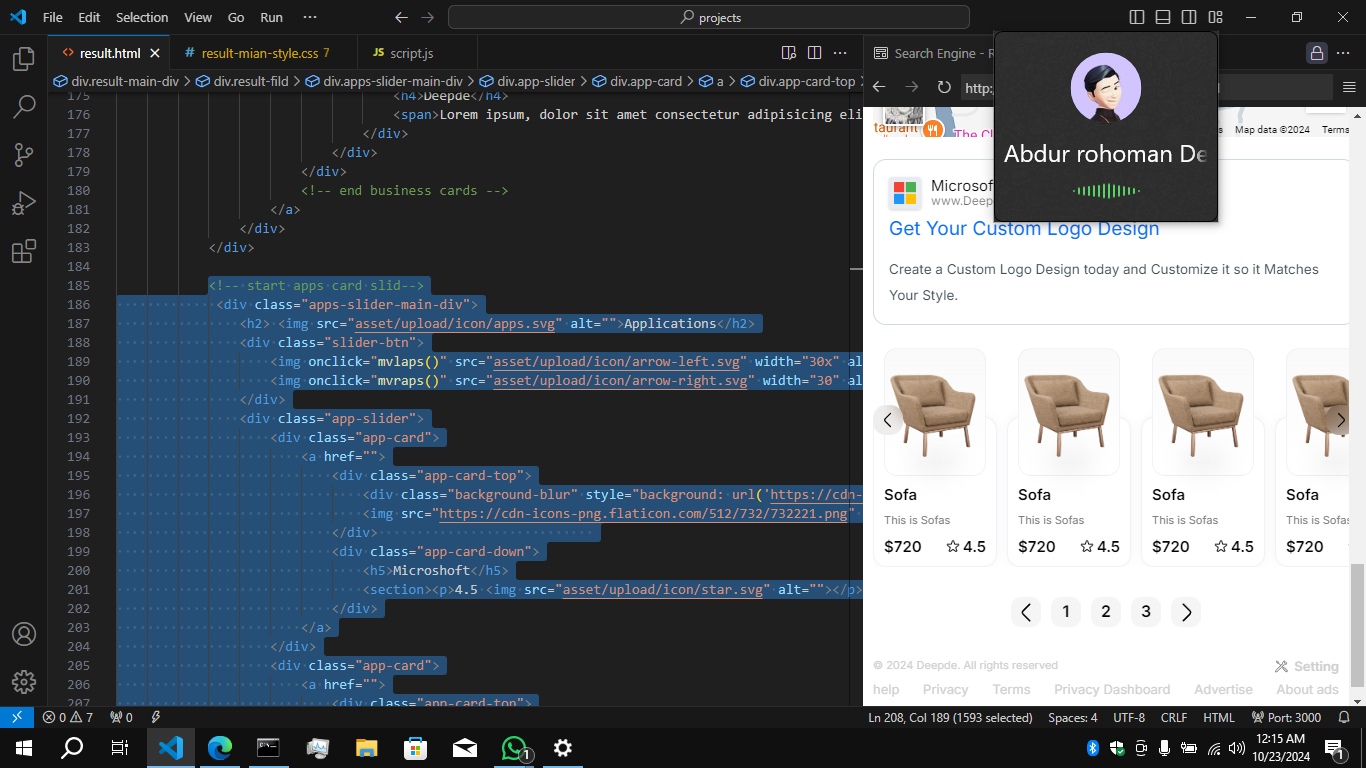 File Edit Selection View Go Run ···
projects
result.html
result-mian-style.css 7
JS script.js
div.result-main-div > div.result-fild > div.apps-slider-main-div > div.app-slider > div.app-card > a > div.app-card-top
175 <h4>Deepde</h4>
176 <span>Lorem ipsum, dolor sit amet consectetur adipisicing eli
177 </div>
178 </div>
179 </div>
180 <!-- end business cards -->
181 </a>
182 </div>
183 </div>
184
185 <!-- start apps card slid-->
186 <div class="apps-slider-main-div">
187 <h2> <img src="asset/upload/icon/apps.svg" alt="">Applications</h2>
188 <div class="slider-btn">
189 <img onclick="mvlaps()" src="asset/upload/icon/arrow-left.svg" width="30x" al
190 <img onclick="mvraps()" src="asset/upload/icon/arrow-right.svg" width="30" al
191 </div>
192 <div class="app-slider">
193 <div class="app-card">
194 <a href="">
195 <div class="app-card-top">
196 <div class="background-blur" style="background: url('https://cdn-
197 <img src="https://cdn-icons-png.flaticon.com/512/732/732221.png"
198 </div>
199 <div class="app-card-down">
200 <h5>Microshoft</h5>
201 <section><p>4.5 <img src="asset/upload/icon/star.svg" alt=""></p>
202 </div>
203 </a>
204 </div>
205 <div class="app-card">
206 <a href="">
207 <div class="app-card-top">
Search Engine - R
http:
Abdur rohoman De
taurant
The Cl
Map data ©2024 Terms
Microsof
www.Deep
Get Your Custom Logo Design
Create a Custom Logo Design today and Customize it so it Matches
Your Style.
Sofa Sofa Sofa Sofa
This is Sofas This is Sofas This is Sofas This is Sofas
$720 4.5 $720 4.5 $720 4.5 $720
1 2 3
© 2024 Deepde. All rights reserved
Setting
help Privacy Terms Privacy Dashboard Advertise About ads
0 7 0
Ln 208, Col 189 (1593 selected) Spaces: 4 UTF-8 CRLF HTML Port: 3000
1
12:15 AM
10/23/2024
1